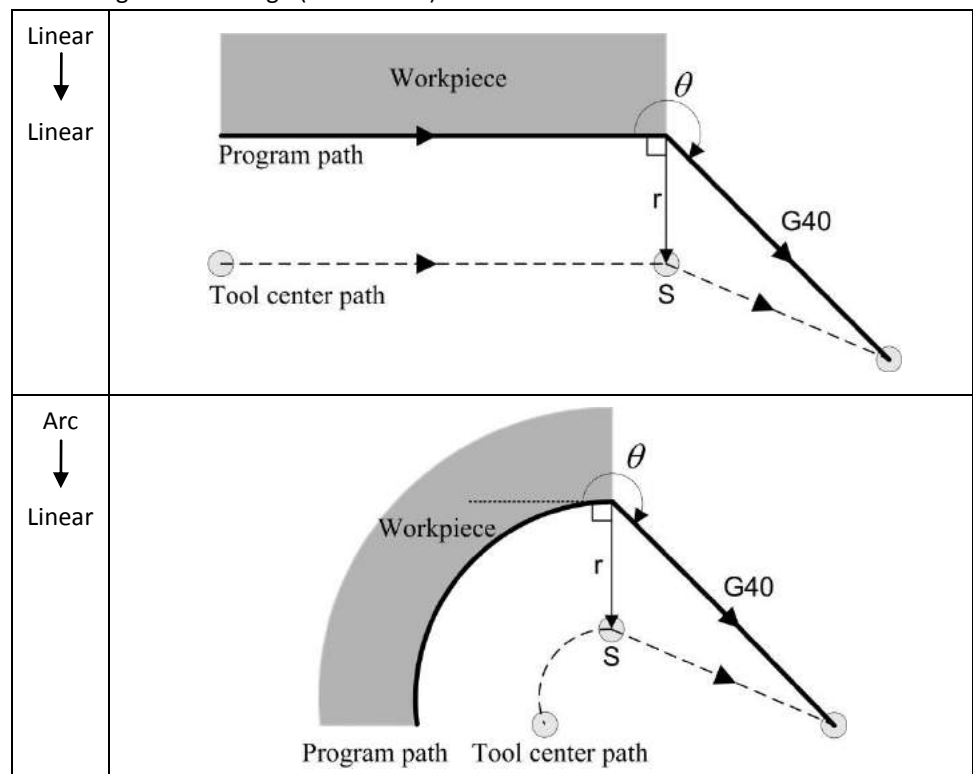 Linear
Linear
Workpiece
θ
Program path
r
G40
Tool center path
S
Arc
Linear
θ
Workpiece
r
G40
S
Program path Tool center path